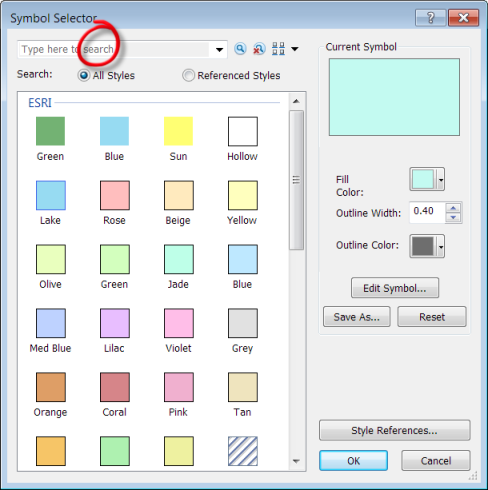 Symbol Selector
Type here to search
Search:
All Styles
Referenced Styles
ESRI
Green
Blue
Sun
Hollow
Lake
Rose
Beige
Yellow
Olive
Green
Jade
Blue
Med Blue
Lilac
Violet
Grey
Orange
Coral
Pink
Tan
Current Symbol
Fill
Color:
Outline Width:
0.40
Outline Color:
Edit Symbol...
Save As...
Reset
Style References...
OK
Cancel